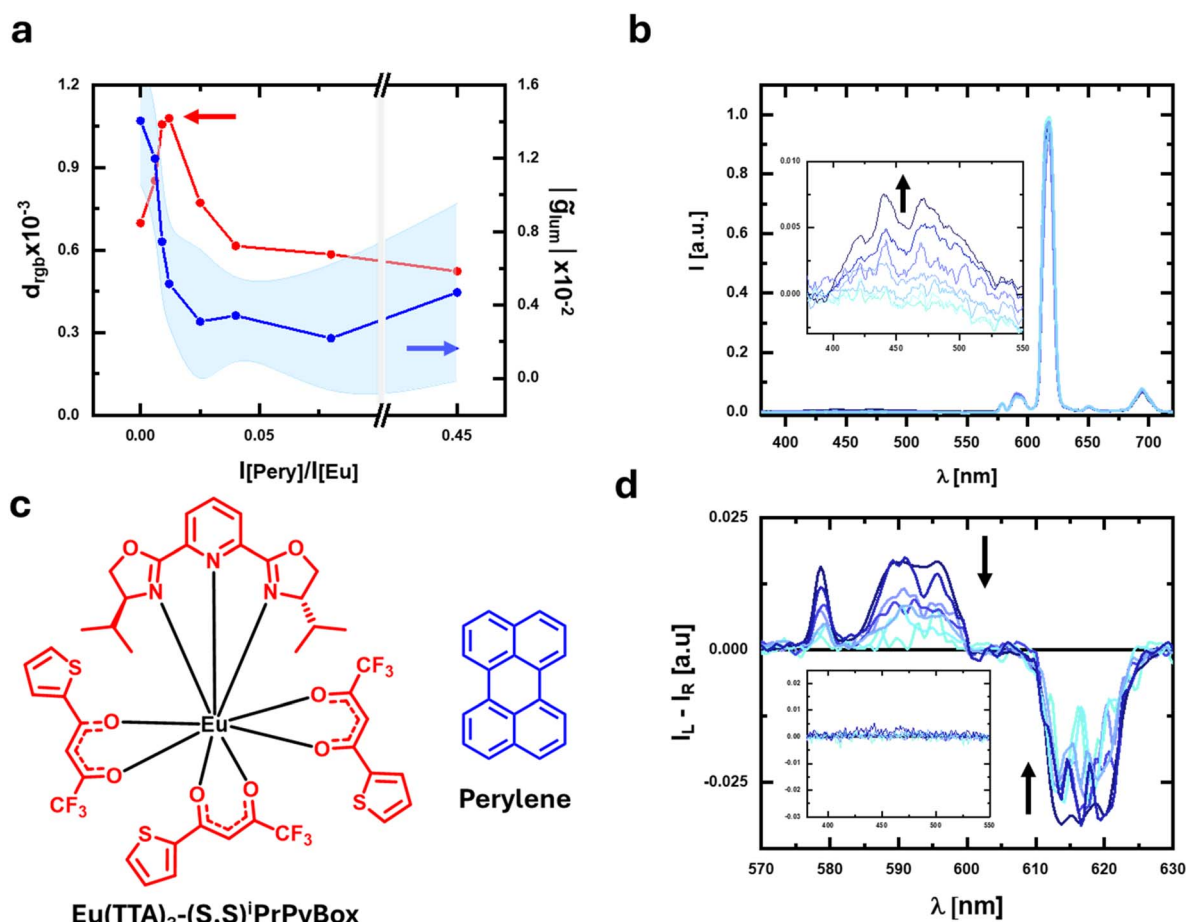 a
1.2
0.9
0.6
0.3
0.0
d_rgb x10^-3
1.6
1.2
0.8
0.4
0.0
|g̃_lum| x10^-2
0.00 0.05 0.45
I[Pery]/I[Eu]
b
1.0
0.8
0.6
0.4
0.2
0.0
I [a.u.]
0.010
0.005
0.000
400 450 500 550
400 450 500 550 600 650 700
λ [nm]
c
O N O
N N
S
CF3
O Eu O
O O
CF3 O O S
S CF3
Eu(TTA)3-(S,S)iPrPyBox
Perylene
d
0.025
0.000
-0.025
I_L - I_R [a.u]
0.02
0.01
0.00
-0.01
-0.02
-0.03
400 450 500 550
570 580 590 600 610 620 630
λ [nm]